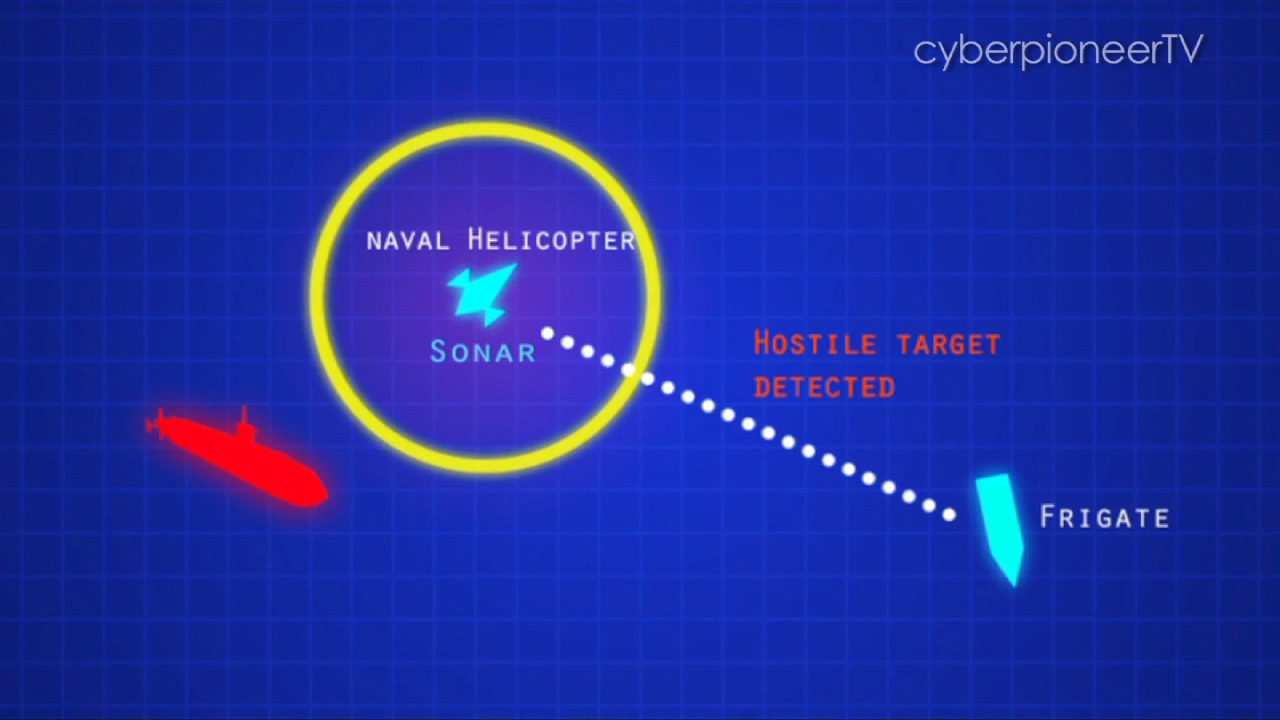 cyberpioneerTV
NAVAL HELICOPTER
SONAR
HOSTILE TARGET
DETECTED
FRIGATE